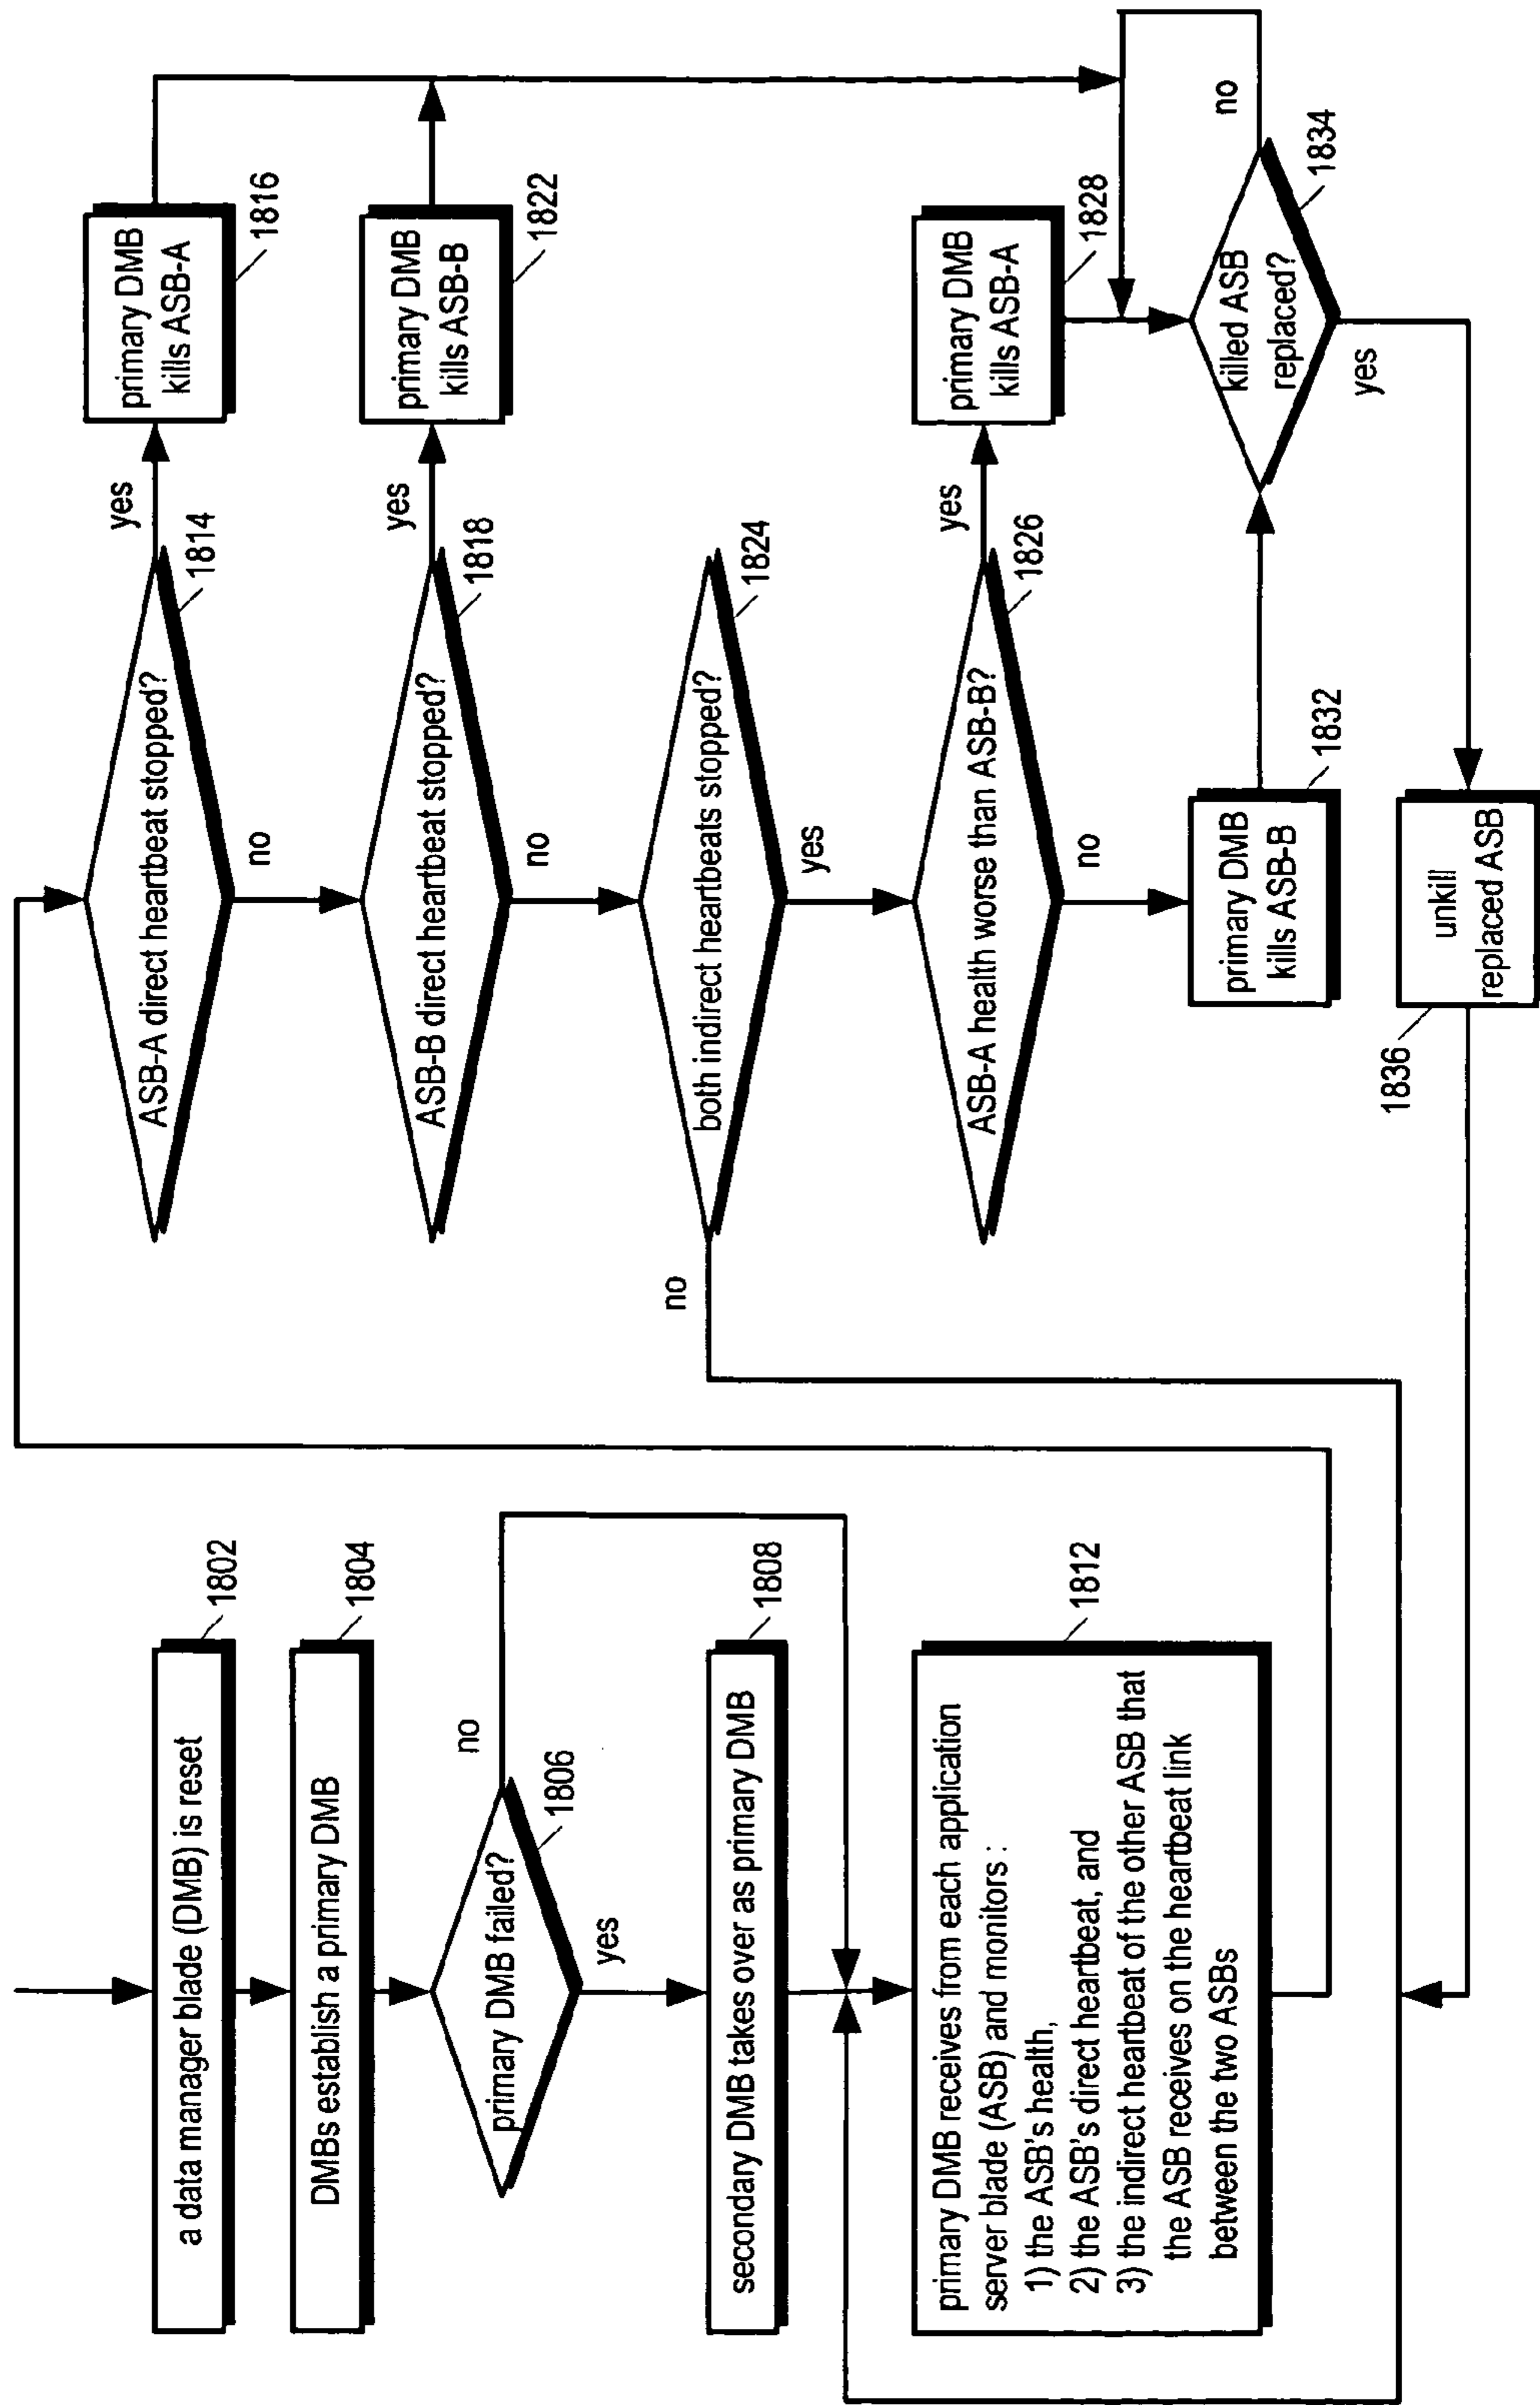 a data manager blade (DMB) is reset
1802
DMBs establish a primary DMB
1804
primary DMB failed?
1806
no
yes
secondary DMB takes over as primary DMB
1808
primary DMB receives from each application
server blade (ASB) and monitors :
1) the ASB's health,
2) the ASB's direct heartbeat, and
3) the indirect heartbeat of the other ASB that
the ASB receives on the heartbeat link
between the two ASBs
1812
ASB-A direct heartbeat stopped?
1814
yes
no
primary DMB
kills ASB-A
1816
ASB-B direct heartbeat stopped?
1818
yes
no
primary DMB
kills ASB-B
1822
both indirect heartbeats stopped?
1824
no
yes
ASB-A health worse than ASB-B?
1826
yes
no
primary DMB
kills ASB-A
1828
primary DMB
kills ASB-B
1832
killed ASB
replaced?
1834
no
yes
unkill
replaced ASB
1836